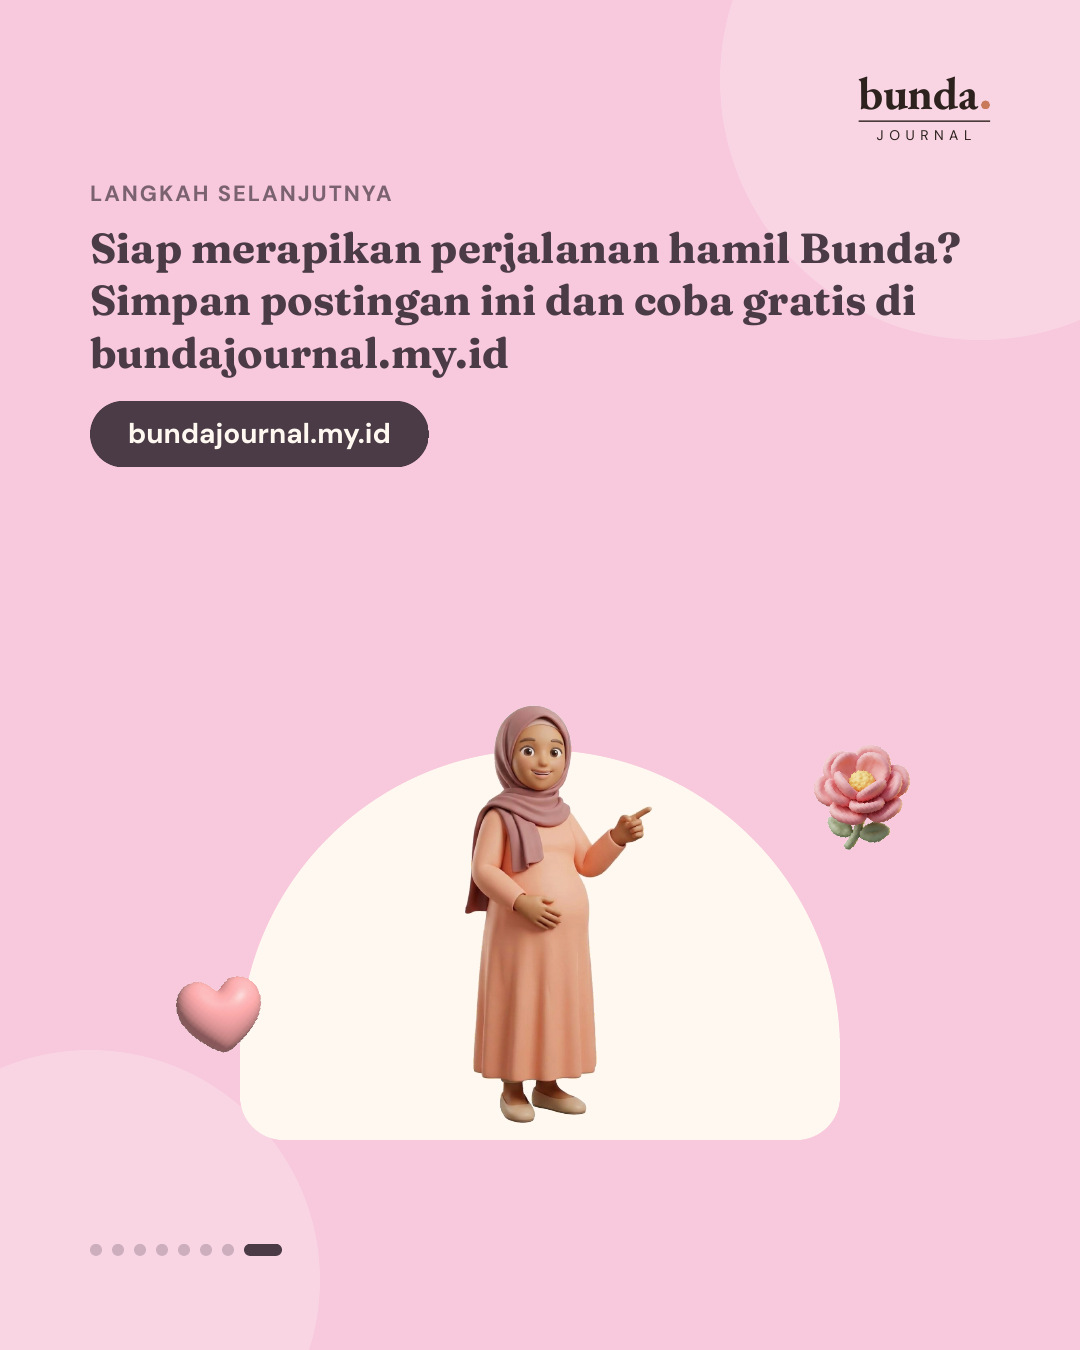 bunda.
JOURNAL
LANGKAH SELANJUTNYA
Siap merapikan perjalanan hamil Bunda?
Simpan postingan ini dan coba gratis di
bundajournal.my.id
bundajournal.my.id